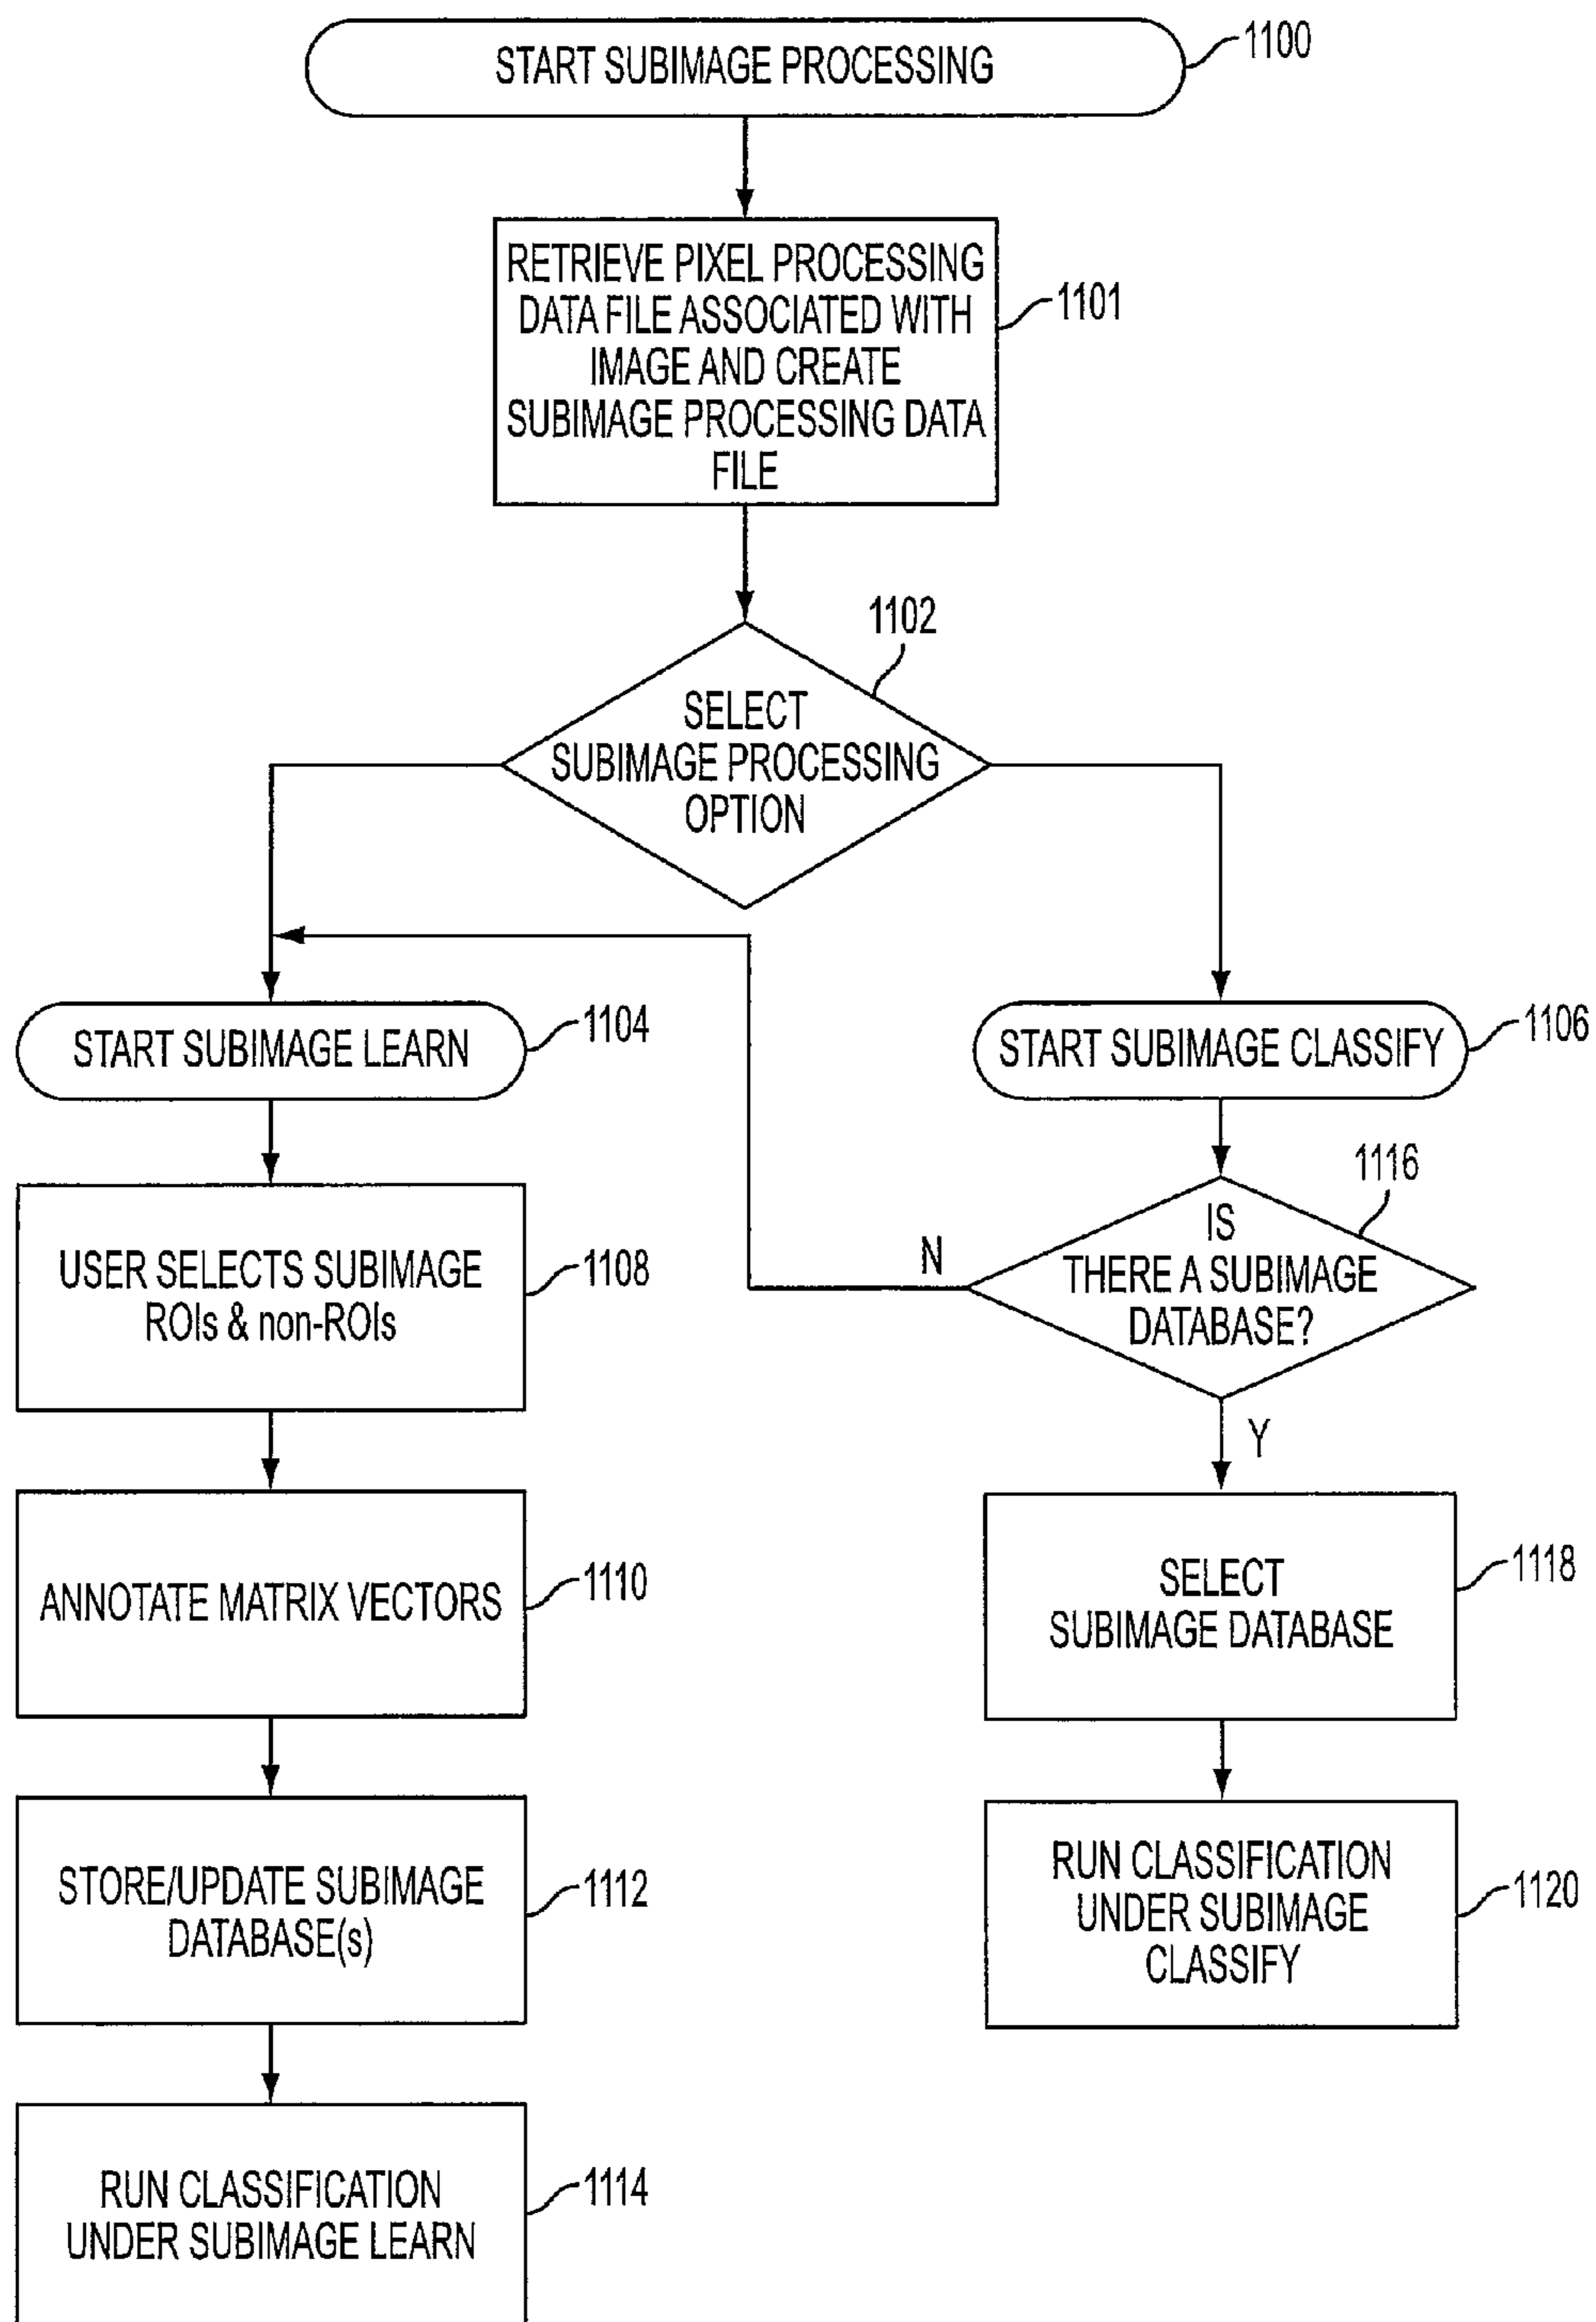 START SUBIMAGE PROCESSING
1100
RETRIEVE PIXEL PROCESSING
DATA FILE ASSOCIATED WITH
IMAGE AND CREATE
SUBIMAGE PROCESSING DATA
FILE
1101
1102
SELECT
SUBIMAGE PROCESSING
OPTION
START SUBIMAGE LEARN
1104
START SUBIMAGE CLASSIFY
1106
USER SELECTS SUBIMAGE
ROIs & non-ROIs
1108
1116
IS
THERE A SUBIMAGE
DATABASE?
N
Y
ANNOTATE MATRIX VECTORS
1110
SELECT
SUBIMAGE DATABASE
1118
STORE/UPDATE SUBIMAGE
DATABASE(s)
1112
RUN CLASSIFICATION
UNDER SUBIMAGE
CLASSIFY
1120
RUN CLASSIFICATION
UNDER SUBIMAGE LEARN
1114